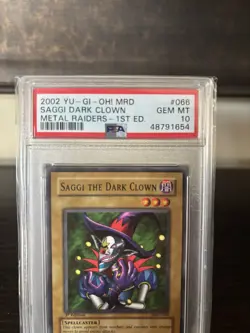 2002 YU-GI-OH! MRD #066
SAGGI DARK CLOWN GEM MT
METAL RAIDERS-1ST ED. 10
PSA 48791654
SAGGI THE DARK CLOWN
[SPELLCASTER]